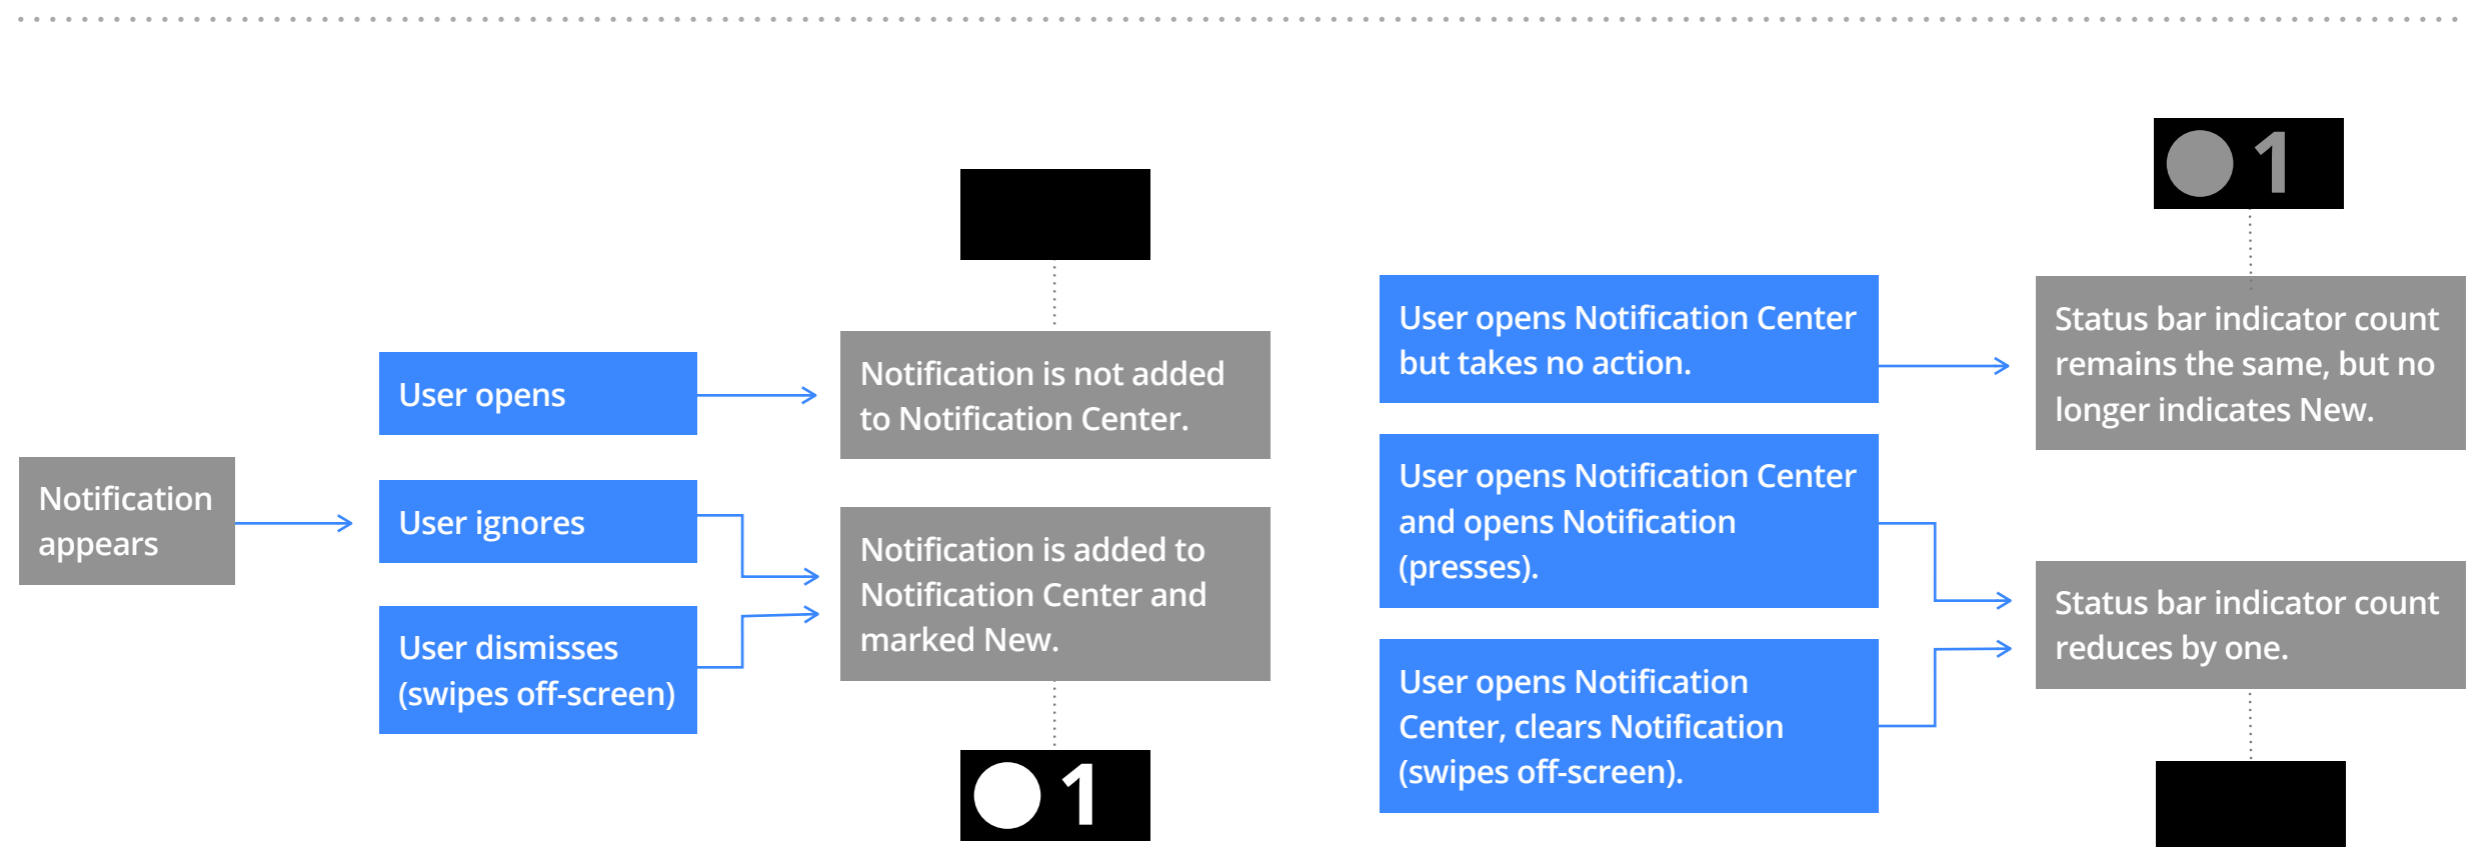 Notification
appears
User opens
User ignores
User dismisses
(swipes off-screen)
Notification is not added
to Notification Center.
Notification is added to
Notification Center and
marked New.
1
User opens Notification Center
but takes no action.
User opens Notification Center
and opens Notification
(presses).
User opens Notification
Center, clears Notification
(swipes off-screen).
1
Status bar indicator count
remains the same, but no
longer indicates New.
Status bar indicator count
reduces by one.